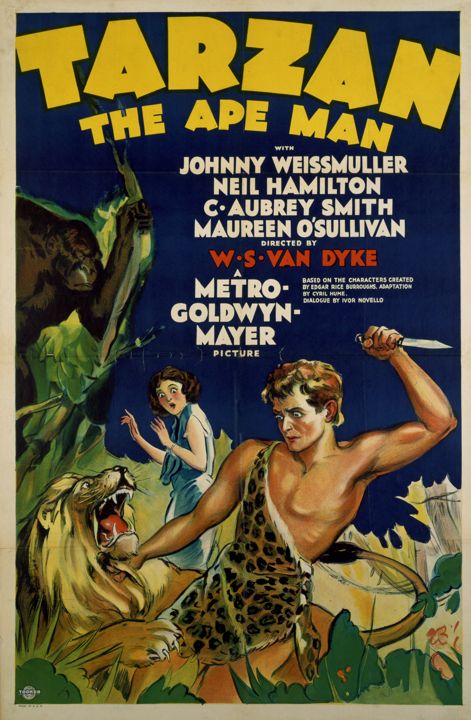 TARZAN
THE APE MAN
WITH
JOHNNY WEISSMULLER
NEIL HAMILTON
C·AUBREY SMITH
MAUREEN O'SULLIVAN
DIRECTED BY
W·S·VAN DYKE
A
METRO-
GOLDWYN-
MAYER
PICTURE
BASED ON THE CHARACTERS CREATED
BY EDGAR RICE BURROUGHS. ADAPTATION
BY CYRIL HUME.
DIALOGUE BY IVOR NOVELLO
TOOKER